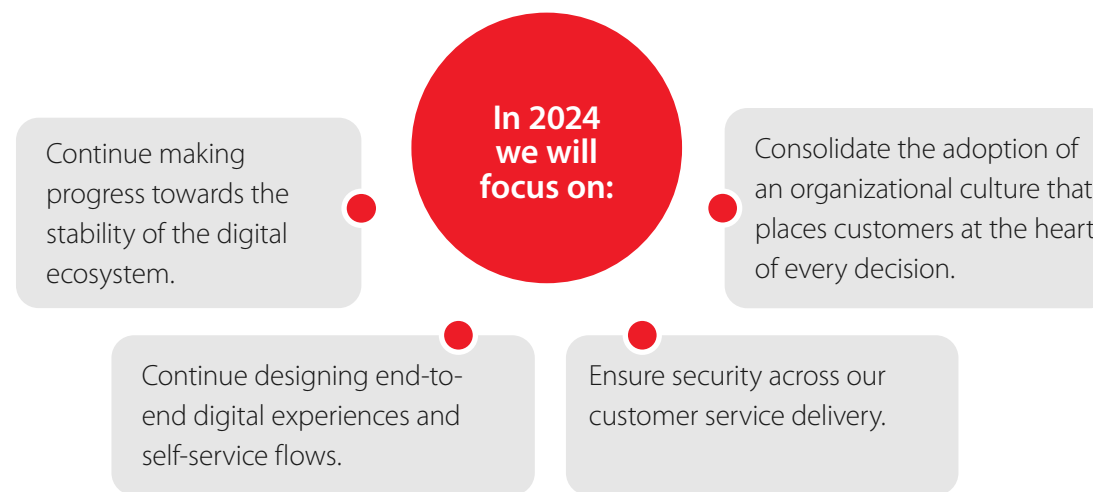 In 2024
we will
focus on:
Continue making
progress towards the
stability of the digital
ecosystem.
Consolidate the adoption of
an organizational culture that
places customers at the heart
of every decision.
Continue designing end-to-
end digital experiences and
self-service flows.
Ensure security across our
customer service delivery.